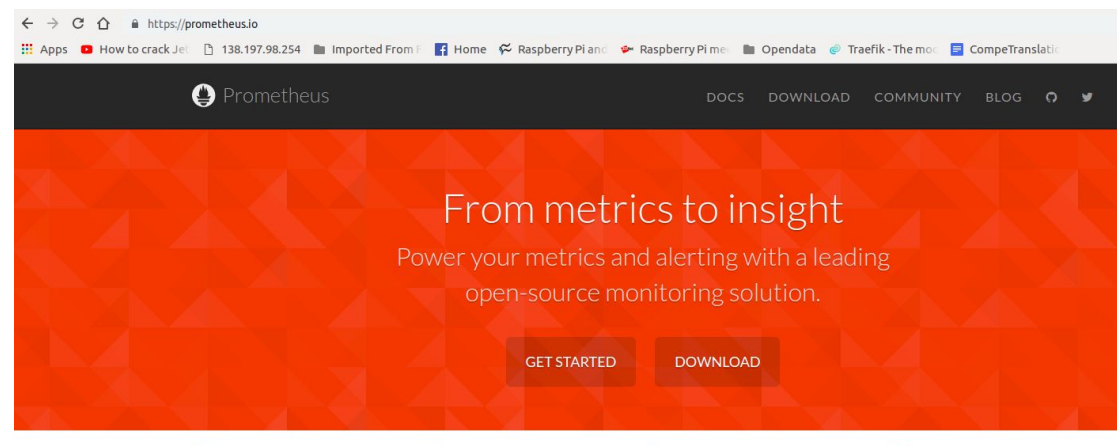 https://prometheus.io
Apps How to crack Jet 138.197.98.254 Imported From Home Raspberry Pi and Raspberry Pi me Opendata Traefik - The mo CompeTranslati
Prometheus DOCS DOWNLOAD COMMUNITY BLOG
From metrics to insight
Power your metrics and alerting with a leading
open-source monitoring solution.
GET STARTED DOWNLOAD